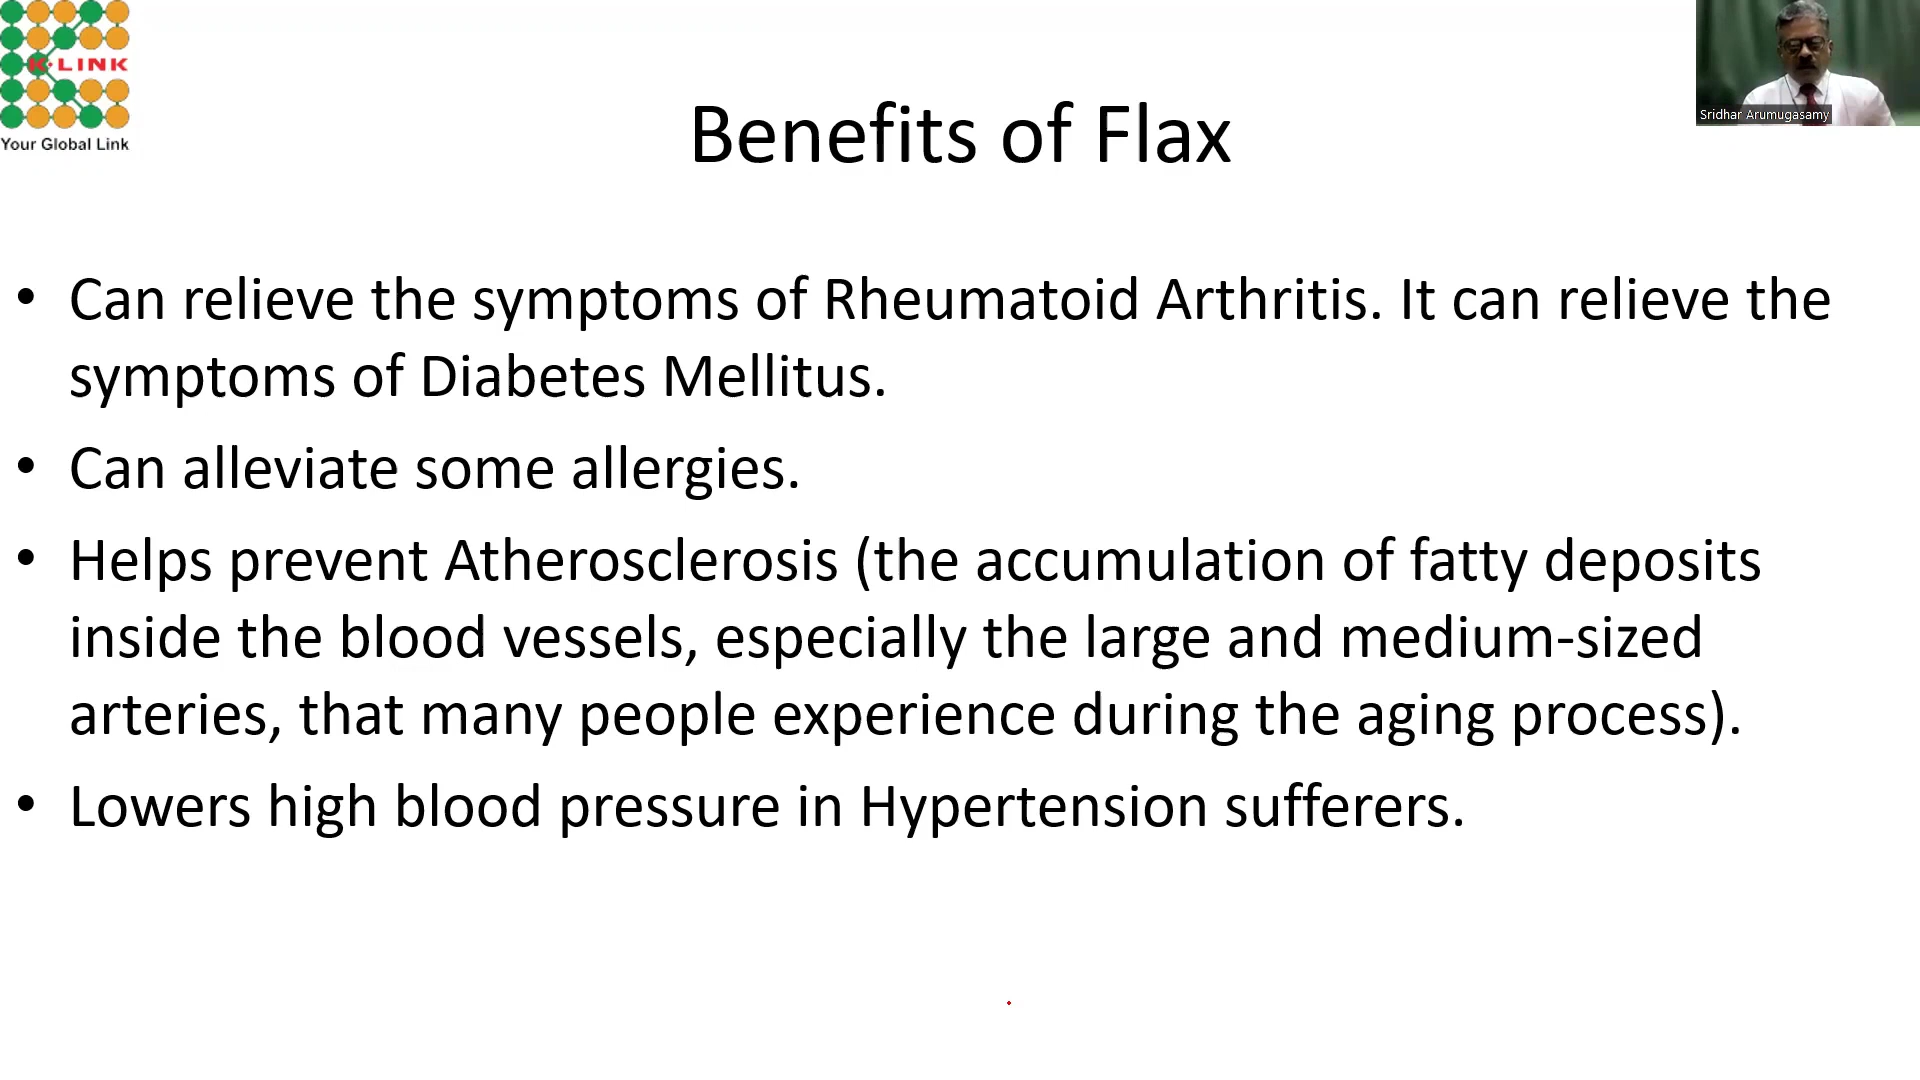 K-LINK
Your Global Link
Sridhar Arumugasamy
Benefits of Flax
• Can relieve the symptoms of Rheumatoid Arthritis. It can relieve the
symptoms of Diabetes Mellitus.
• Can alleviate some allergies.
• Helps prevent Atherosclerosis (the accumulation of fatty deposits
inside the blood vessels, especially the large and medium-sized
arteries, that many people experience during the aging process).
• Lowers high blood pressure in Hypertension sufferers.